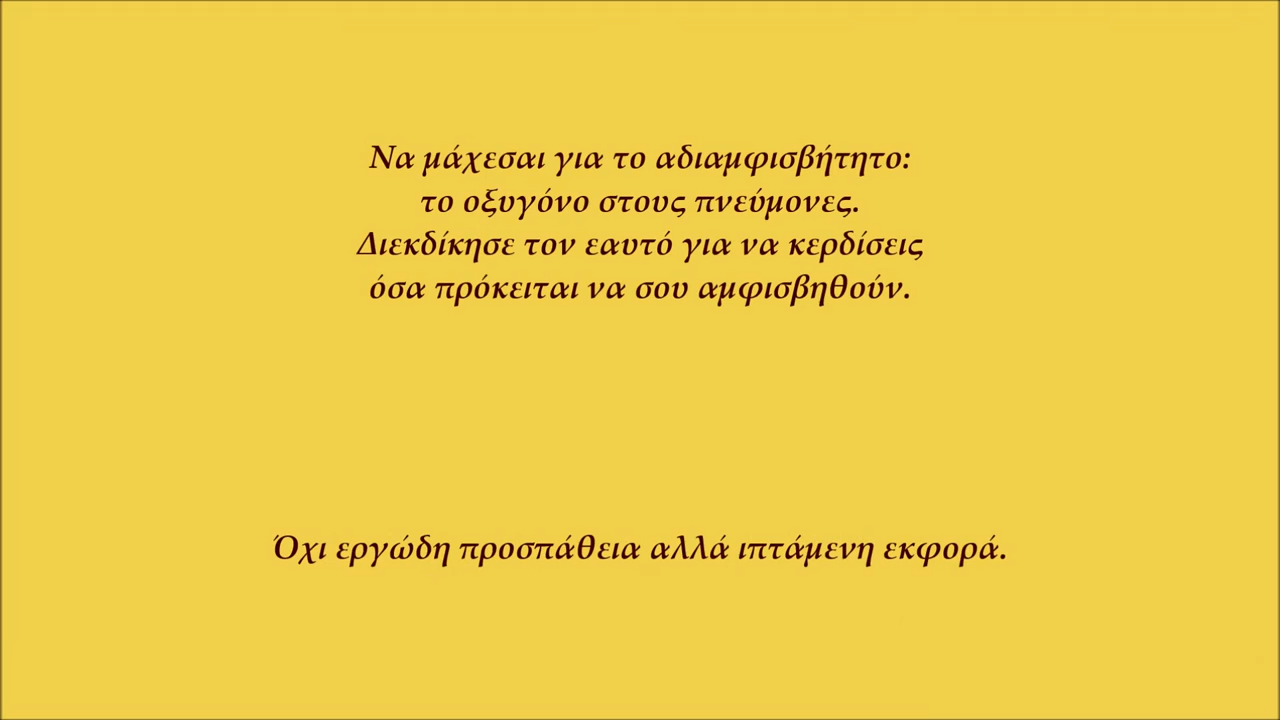 Να μάχεσαι για το αδιαμφισβήτητο:
το οξυγόνο στους πνεύμονες.
Διεκδίκησε τον εαυτό για να κερδίσεις
όσα πρόκειται να σου αμφισβηθούν.
Όχι εργώδη προσπάθεια αλλά ιπτάμενη εκφορά.